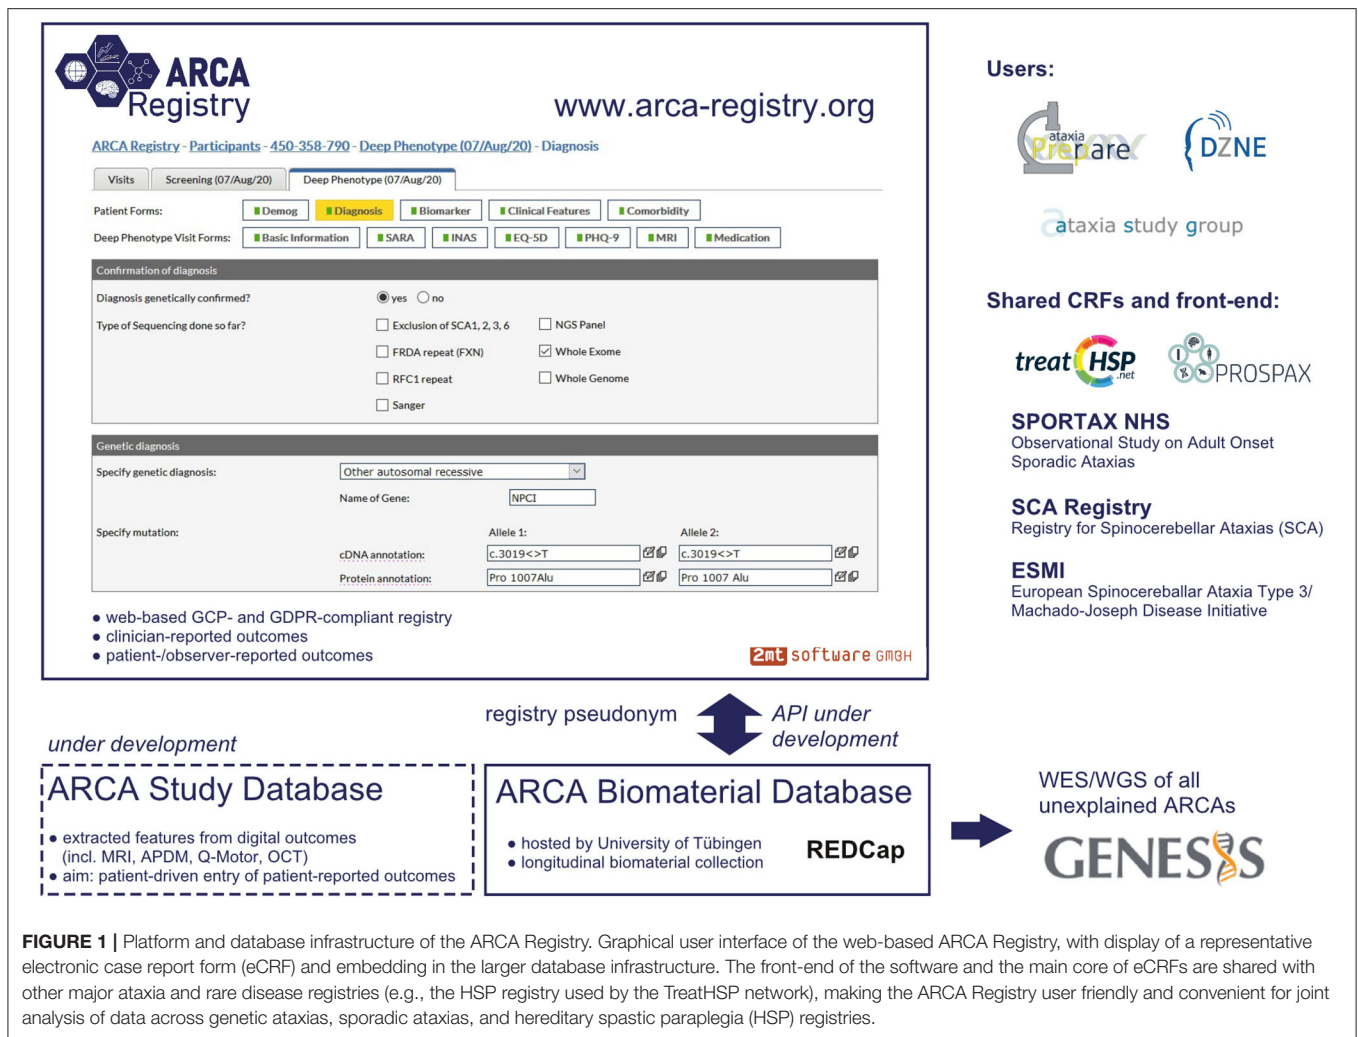 ARCA
Registry
www.arca-registry.org
ARCA Registry - Participants - 450-358-790 - Deep Phenotype (07/Aug/20) - Diagnosis
Visits Screening (07/Aug/20) Deep Phenotype (07/Aug/20)
Patient Forms: Demog Diagnosis Biomarker Clinical Features Comorbidity
Deep Phenotype Visit Forms: Basic Information SARA INAS EQ-5D PHQ-9 MRI Medication
Confirmation of diagnosis
Diagnosis genetically confirmed? yes no
Type of Sequencing done so far? Exclusion of SCA1, 2, 3, 6 NGS Panel
FRDA repeat (FXN) Whole Exome
RFC1 repeat Whole Genome
Sanger
Genetic diagnosis
Specify genetic diagnosis: Other autosomal recessive
Name of Gene: NPCI
Specify mutation: Allele 1: Allele 2:
cDNA annotation: c.3019<>T c.3019<>T
Protein annotation: Pro 1007Alu Pro 1007 Alu
● web-based GCP- and GDPR-compliant registry
● clinician-reported outcomes
● patient-/observer-reported outcomes
2mt software GMBH
Users:
ataxia
Prepare
DZNE
ataxia study group
Shared CRFs and front-end:
treat HSP
.net
PROSPAX
SPORTAX NHS
Observational Study on Adult Onset
Sporadic Ataxias
SCA Registry
Registry for Spinocerebellar Ataxias (SCA)
ESMI
European Spinocereballar Ataxia Type 3/
Machado-Joseph Disease Initiative
registry pseudonym
API under
development
under development
ARCA Study Database
● extracted features from digital outcomes
(incl. MRI, APDM, Q-Motor, OCT)
● aim: patient-driven entry of patient-reported outcomes
ARCA Biomaterial Database
● hosted by University of Tübingen
● longitudinal biomaterial collection
REDCap
WES/WGS of all
unexplained ARCAs
GENESIS
FIGURE 1 | Platform and database infrastructure of the ARCA Registry. Graphical user interface of the web-based ARCA Registry, with display of a representative
electronic case report form (eCRF) and embedding in the larger database infrastructure. The front-end of the software and the main core of eCRFs are shared with
other major ataxia and rare disease registries (e.g., the HSP registry used by the TreatHSP network), making the ARCA Registry user friendly and convenient for joint
analysis of data across genetic ataxias, sporadic ataxias, and hereditary spastic paraplegia (HSP) registries.